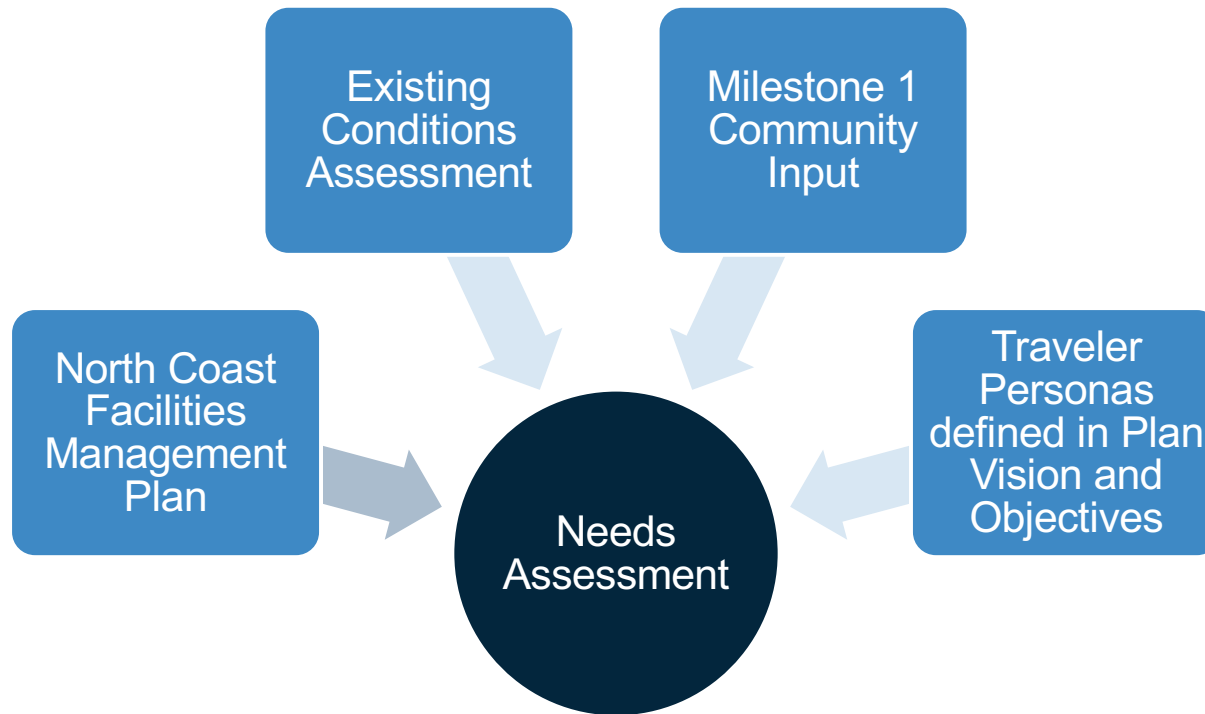 Existing
Conditions
Assessment
Milestone 1
Community
Input
North Coast
Facilities
Management
Plan
Traveler
Personas
defined in Plan
Vision and
Objectives
Needs
Assessment